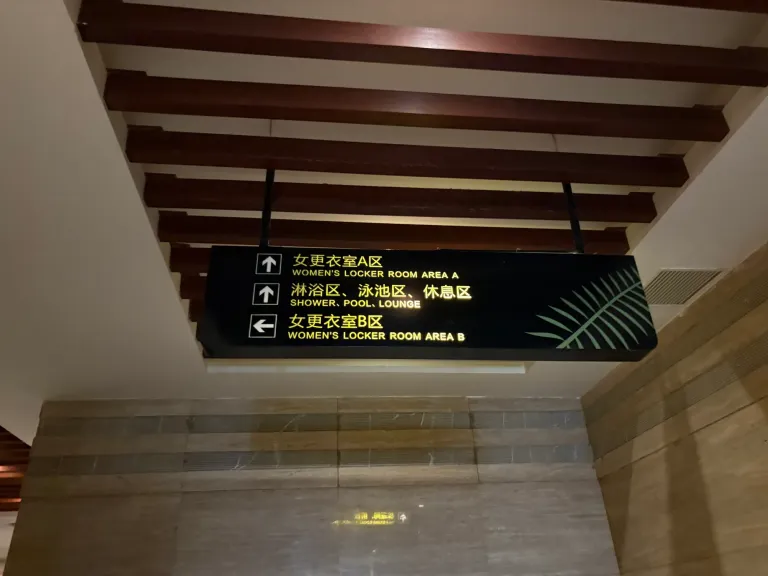 女更衣室A区
WOMEN'S LOCKER ROOM AREA A
淋浴区、泳池区、休息区
SHOWER、POOL、LOUNGE
女更衣室B区
WOMEN'S LOCKER ROOM AREA B